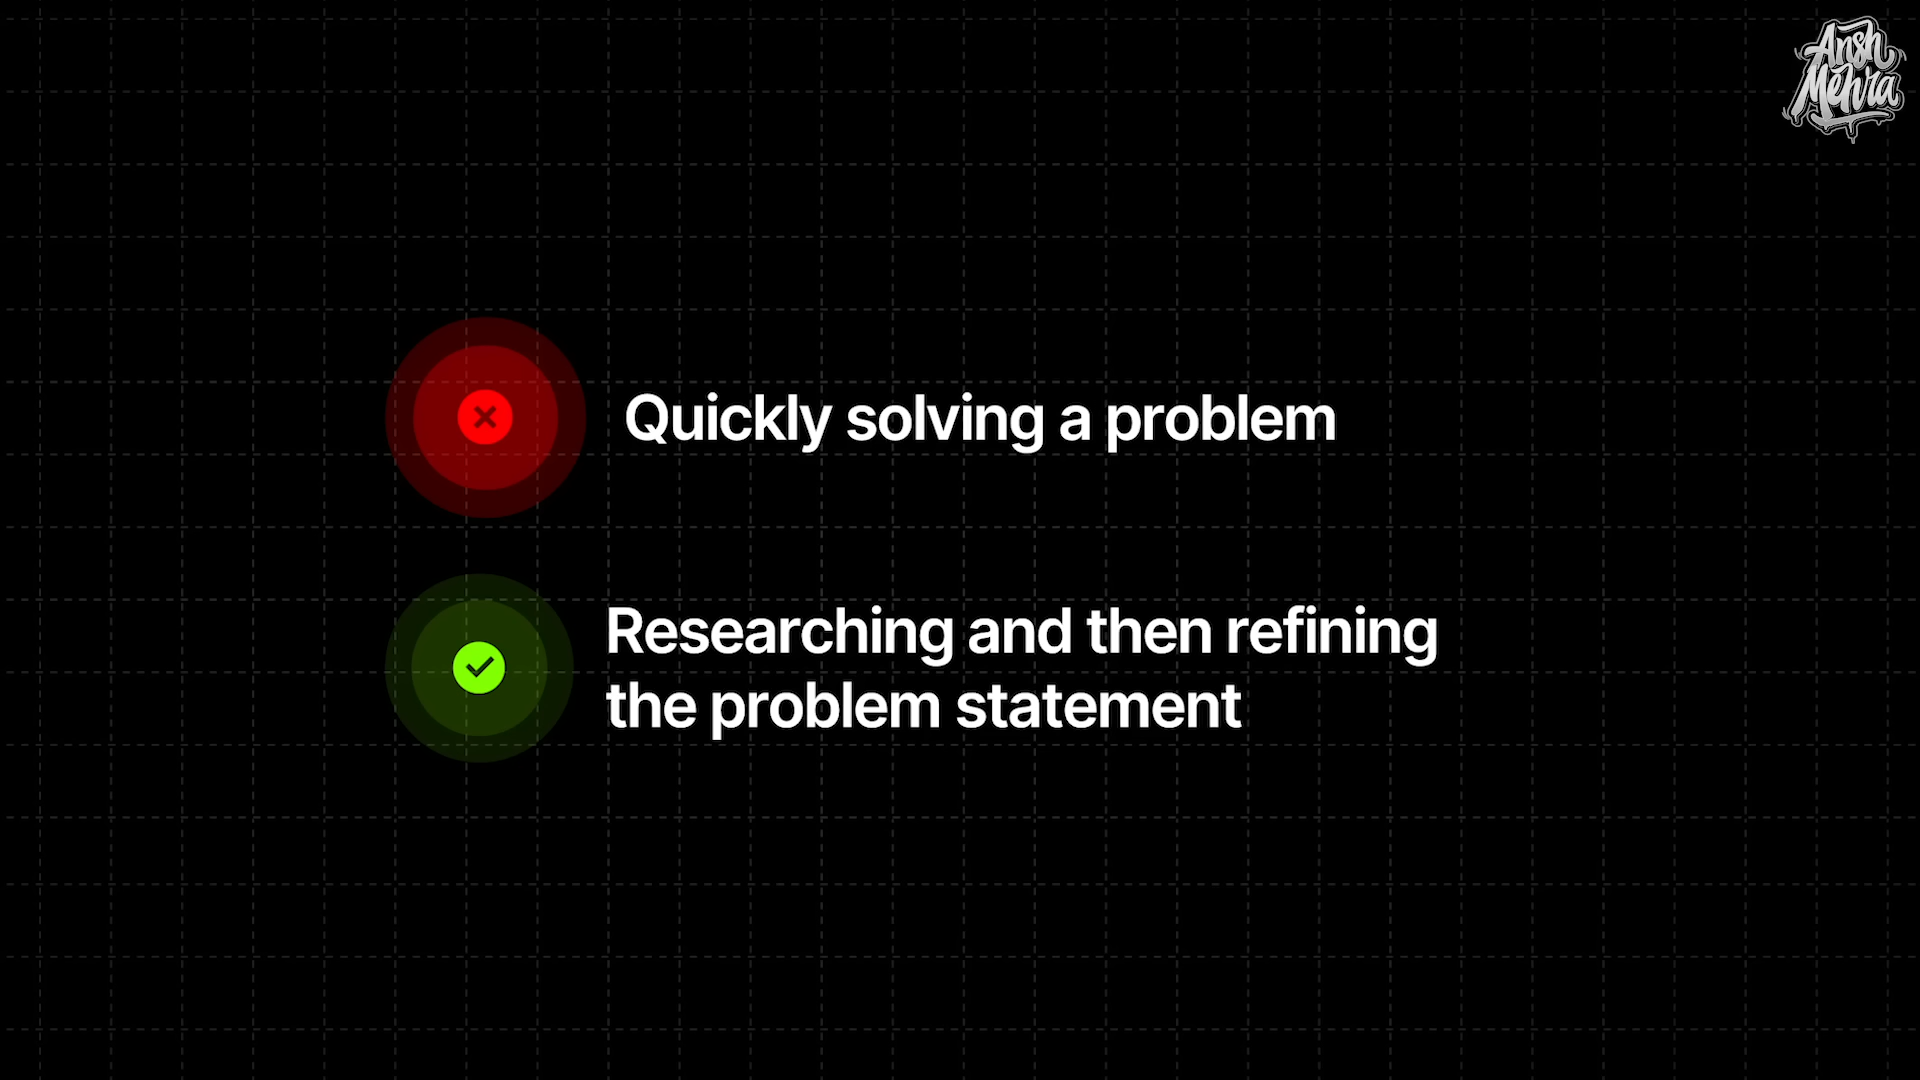 Ansh
Mehra
Quickly solving a problem
Researching and then refining
the problem statement